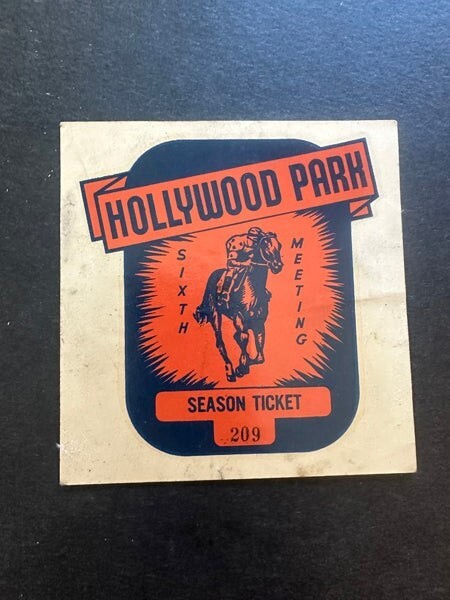 HOLLYWOOD PARK
SIXTH
MEETING
SEASON TICKET
209